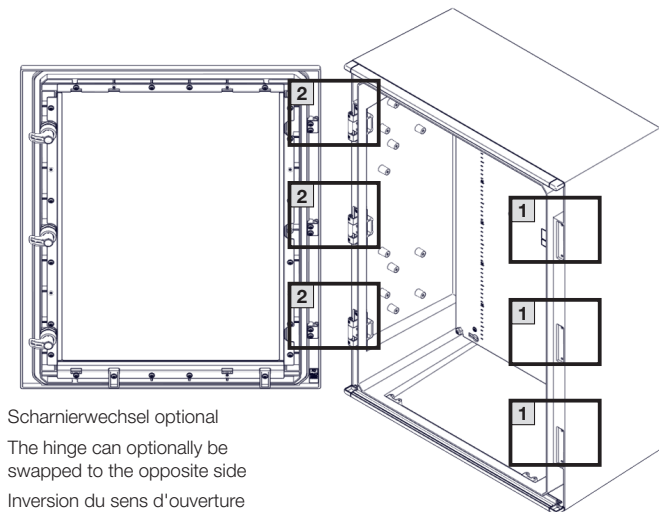 2
2
2
1
1
1
Scharnierwechsel optional
The hinge can optionally be
swapped to the opposite side
Inversion du sens d'ouverture